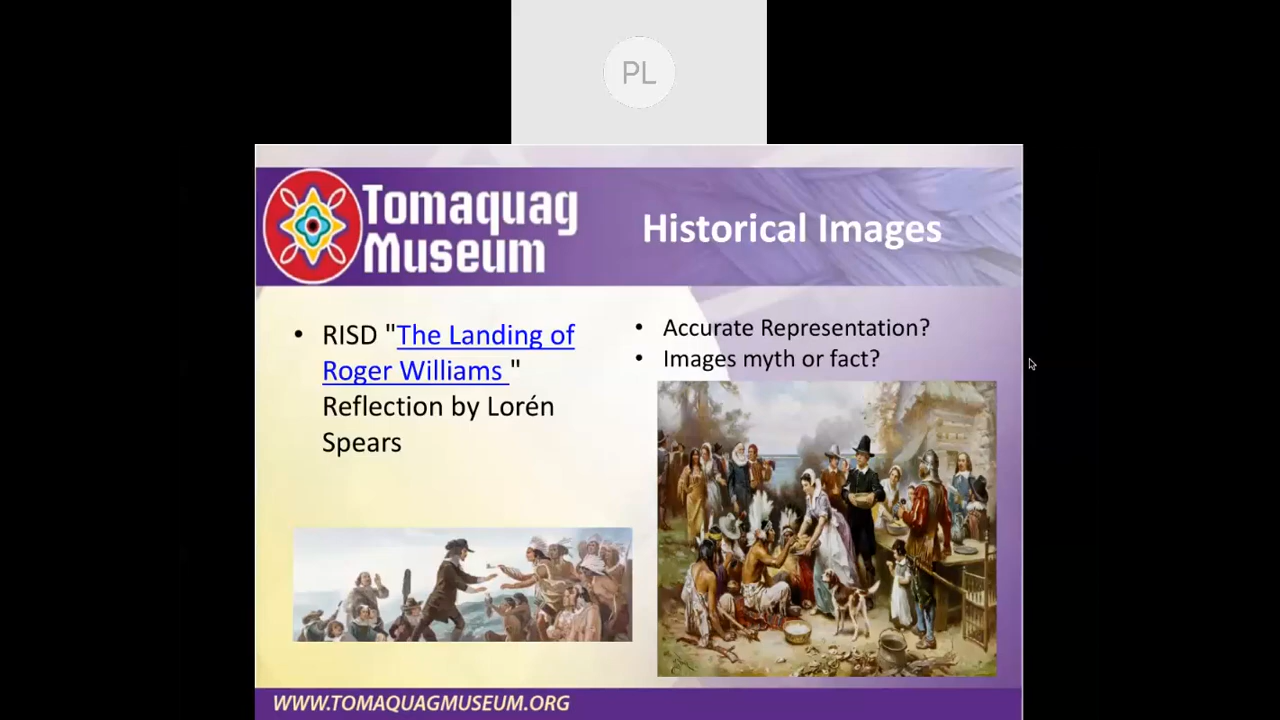 PL
Tomaquag
Museum
Historical Images
• RISD "The Landing of
Roger Williams "
Reflection by Lorén
Spears
• Accurate Representation?
• Images myth or fact?
WWW.TOMAQUAGMUSEUM.ORG